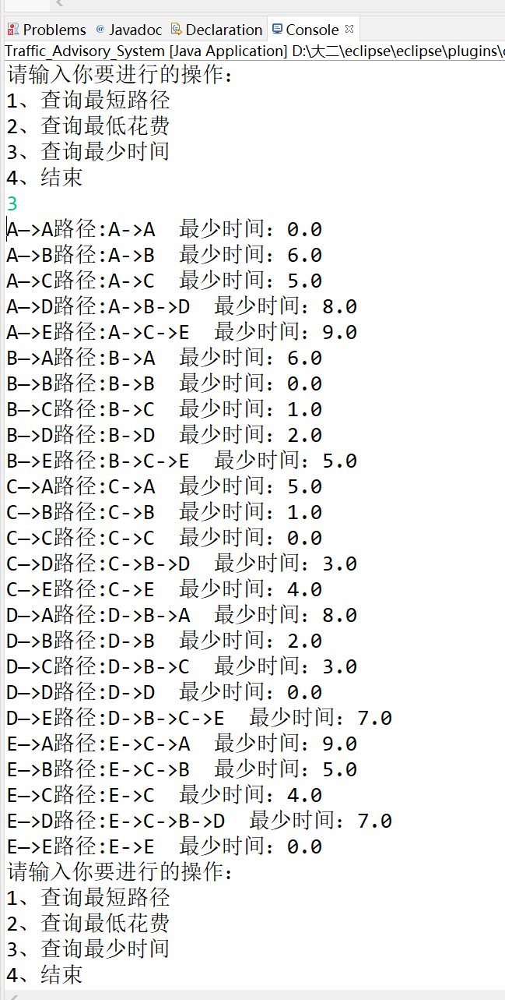 Problems @ Javadoc Declaration Console
Traffic_Advisory_System [Java Application] D:\大二\eclipse\eclipse\plugins\
请输入你要进行的操作:
1、查询最短路径
2、查询最低花费
3、查询最少时间
4、结束
3
A—>A路径:A->A 最少时间：0.0
A—>B路径:A->B 最少时间：6.0
A—>C路径:A->C 最少时间：5.0
A—>D路径:A->B->D 最少时间：8.0
A—>E路径:A->C->E 最少时间：9.0
B—>A路径:B->A 最少时间：6.0
B—>B路径:B->B 最少时间：0.0
B—>C路径:B->C 最少时间：1.0
B—>D路径:B->D 最少时间：2.0
B—>E路径:B->C->E 最少时间：5.0
C—>A路径:C->A 最少时间：5.0
C—>B路径:C->B 最少时间：1.0
C—>C路径:C->C 最少时间：0.0
C—>D路径:C->B->D 最少时间：3.0
C—>E路径:C->E 最少时间：4.0
D—>A路径:D->B->A 最少时间：8.0
D—>B路径:D->B 最少时间：2.0
D—>C路径:D->B->C 最少时间：3.0
D—>D路径:D->D 最少时间：0.0
D—>E路径:D->B->C->E 最少时间：7.0
E—>A路径:E->C->A 最少时间：9.0
E—>B路径:E->C->B 最少时间：5.0
E—>C路径:E->C 最少时间：4.0
E—>D路径:E->C->B->D 最少时间：7.0
E—>E路径:E->E 最少时间：0.0
请输入你要进行的操作:
1、查询最短路径
2、查询最低花费
3、查询最少时间
4、结束